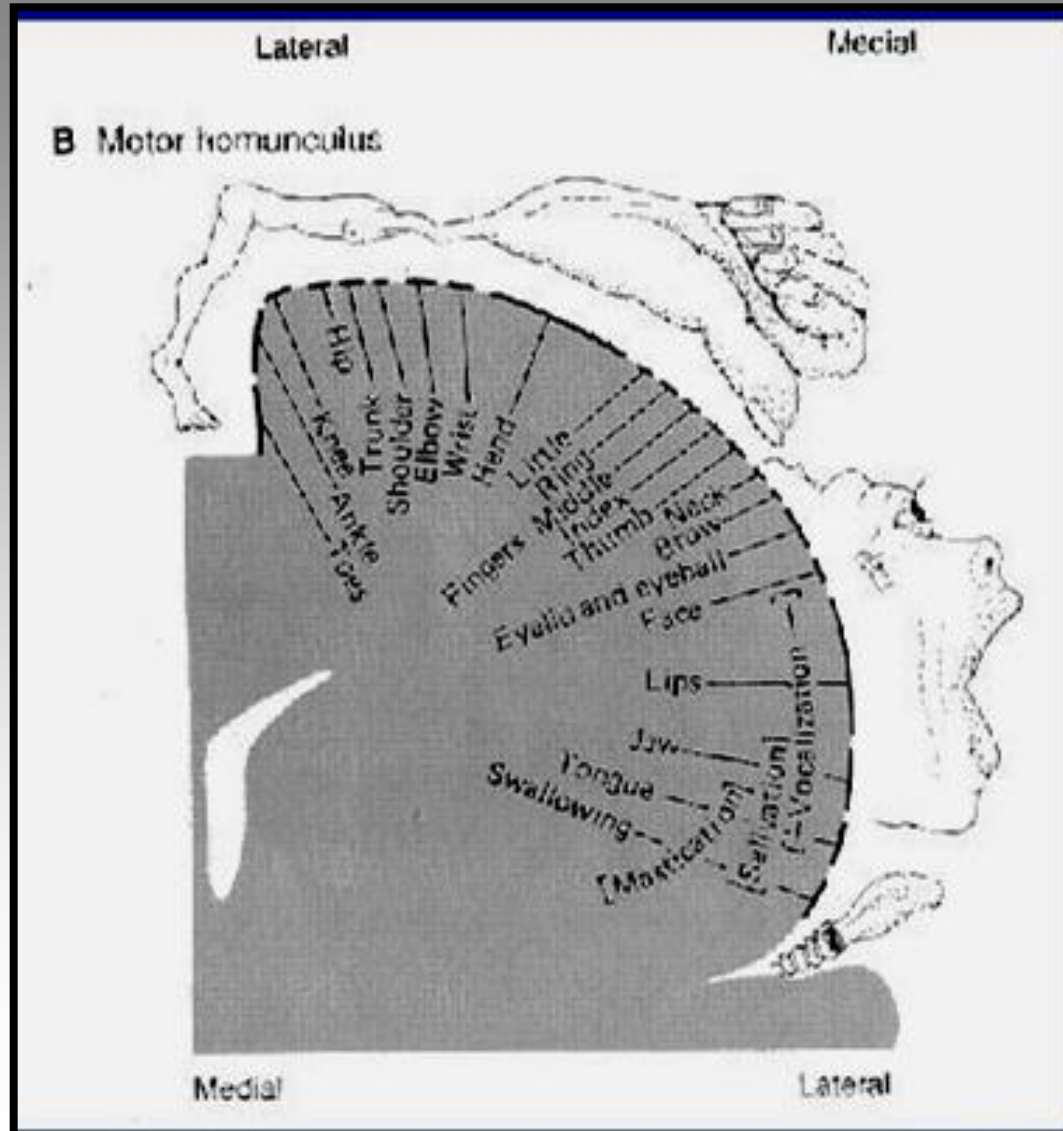 Lateral
Mecial
B Motor homunculus
Toes
Ankle
Knee
Hip
Trunk
Shoulder
Elbow
Wrist
Hand
Little
Ring
Middle
Index
Thumb
Fingers
Neck
Brow
Eyelid and eyeball
Face
Lips
Jaw
Tongue
Swallowing
[Mastication]
[Salivation]
[Vocalization]
Medial
Lateral